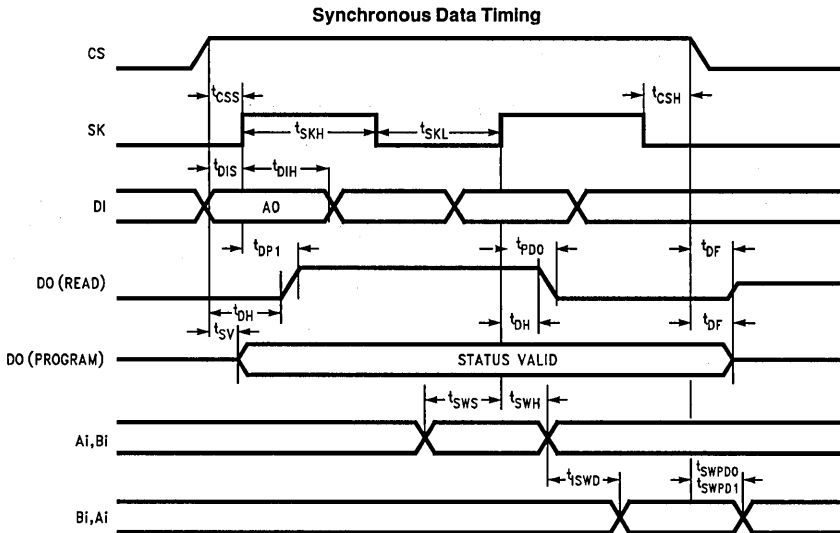 Synchronous Data Timing
CS
tCSS
tCSH
SK
tSKH
tSKL
tDIS
tDIH
DI
A0
tDP1
tPD0
tDF
DO (READ)
tDH
tDH
tDF
tSV
DO (PROGRAM)
STATUS VALID
tSWS
tSWH
Ai,Bi
tISWD
tSWPD0
tSWPD1
Bi,Ai